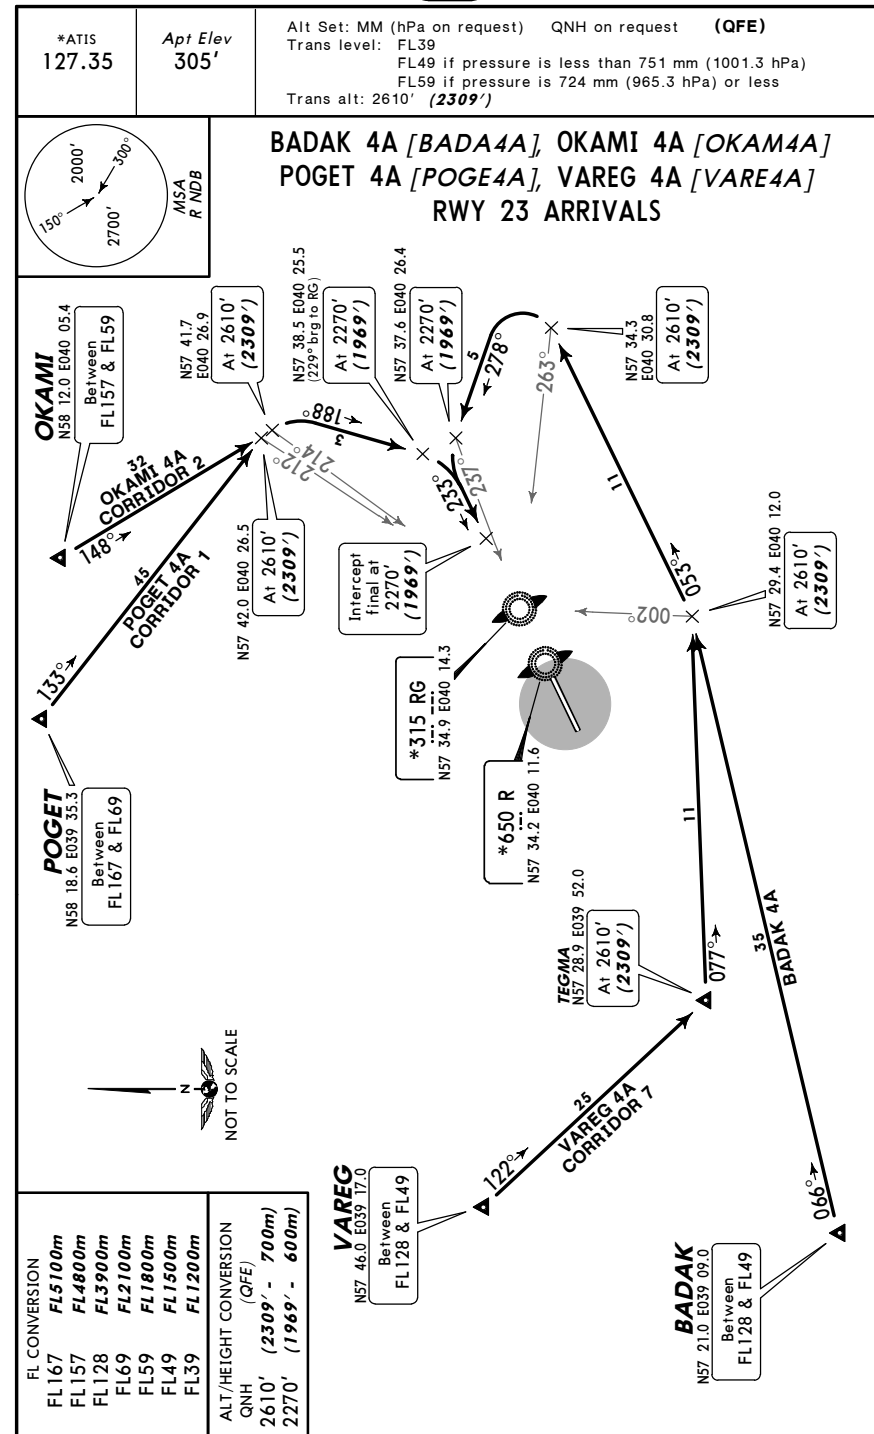 *ATIS
127.35
Apt Elev
305'
Alt Set: MM (hPa on request) QNH on request (QFE)
Trans level: FL39
FL49 if pressure is less than 751 mm (1001.3 hPa)
FL59 if pressure is 724 mm (965.3 hPa) or less
Trans alt: 2610' (2309')
BADAK 4A [BADA4A], OKAMI 4A [OKAM4A]
POGET 4A [POGE4A], VAREG 4A [VARE4A]
RWY 23 ARRIVALS
2000'
300°
150°
2700'
MSA
R NDB
OKAMI
N58 12.0 E040 05.4
Between
FL157 & FL59
N57 41.7
E040 26.9
At 2610'
(2309')
N57 38.5 E040 25.5
(229° brg to RG)
At 2270'
(1969')
N57 37.6 E040 26.4
At 2270'
(1969')
N57 34.3
E040 30.8
At 2610'
(2309')
5
278°
263°
188°
3
214°
212°
32
OKAMI 4A
CORRIDOR 2
148°
45
POGET 4A
CORRIDOR 1
133°
N57 42.0 E040 26.5
At 2610'
(2309')
233°
237°
Intercept
final at
2270'
(1969')
11
053°
N57 29.4 E040 12.0
At 2610'
(2309')
002°
*315 RG
N57 34.9 E040 14.3
*650 R
N57 34.2 E040 11.6
POGET
N58 18.6 E039 35.3
Between
FL167 & FL69
11
TEGMA
N57 28.9 E039 52.0
At 2610'
(2309')
077°
35
BADAK 4A
N
NOT TO SCALE
25
VAREG 4A
CORRIDOR 7
122°
VAREG
N57 46.0 E039 17.0
Between
FL128 & FL49
066°
BADAK
N57 21.0 E039 09.0
Between
FL128 & FL49
FL CONVERSION
FL167 FL5100m
FL157 FL4800m
FL128 FL3900m
FL69 FL2100m
FL59 FL1800m
FL49 FL1500m
FL39 FL1200m
ALT/HEIGHT CONVERSION
QNH (QFE)
2610' (2309' - 700m)
2270' (1969' - 600m)